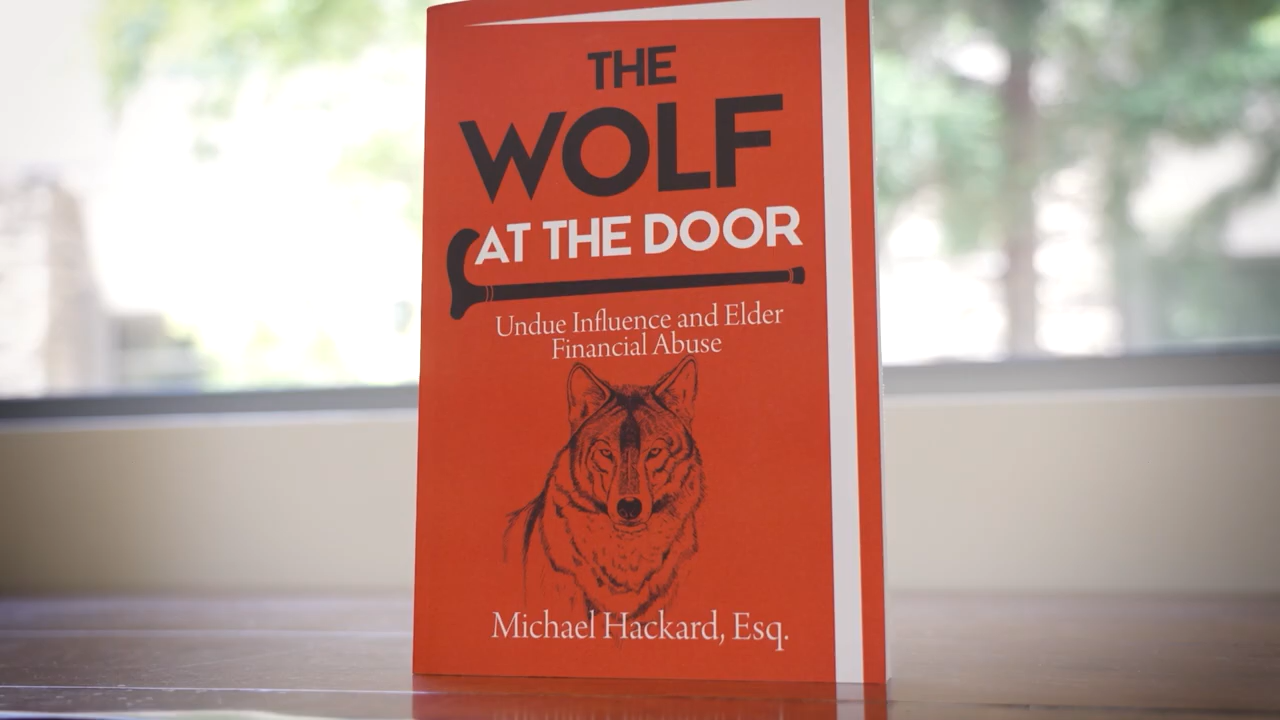 THE
WOLF
AT THE DOOR
Undue Influence and Elder
Financial Abuse
Michael Hackard, Esq.